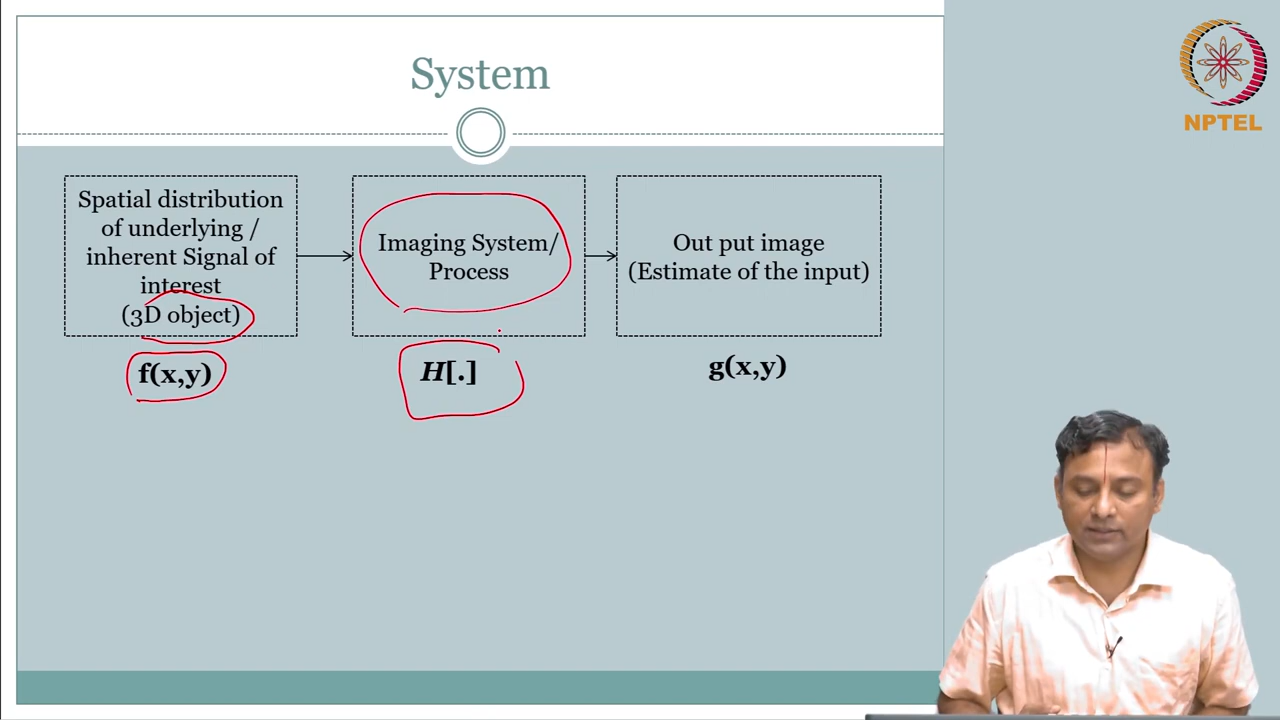 System
Spatial distribution
of underlying /
inherent Signal of
interest
(3D object)
f(x,y)
Imaging System/
Process
H[.]
Out put image
(Estimate of the input)
g(x,y)
NPTEL